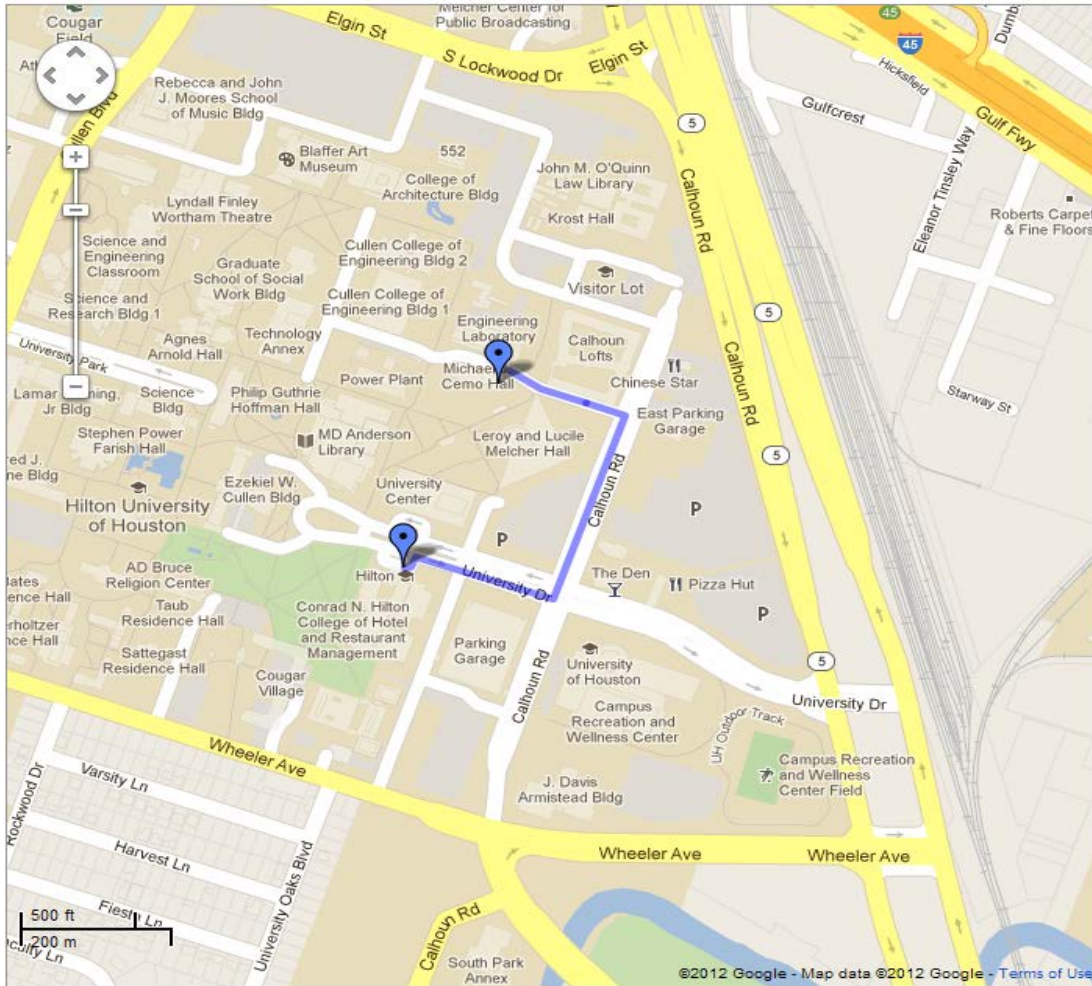 Cougar
Field
Elgin St
Melcher Center for
Public Broadcasting
S Lockwood Dr
Elgin St
45
45
Hicksfield
Gulfcrest
Gulf Fwy
Rebecca and John
J. Moores School
of Music Bldg
5
Blaffer Art
Museum
552
College of
Architecture Bldg
John M. O'Quinn
Law Library
Krost Hall
Calhoun Rd
Eleanor Tinsley Way
Roberts Carpet
& Fine Floors
Lyndall Finley
Wortham Theatre
Science and
Engineering
Classroom
Graduate
School of Social
Work Bldg
Cullen College of
Engineering Bldg 2
Cullen College of
Engineering Bldg 1
Visitor Lot
5
Science and
Research Bldg 1
Agnes
Arnold Hall
Technology
Annex
Engineering
Laboratory
Calhoun
Lofts
University Park
Power Plant
Cemo Hall
Chinese Star
Calhoun Rd
Starway St
Science
Bldg
Philip Guthrie
Hoffman Hall
East Parking
Garage
Jr Bldg
Stephen Power
Farish Hall
MD Anderson
Library
Leroy and Lucile
Melcher Hall
5
Hilton University
of Houston
Ezekiel W.
Cullen Bldg
University
Center
Calhoun Rd
P
P
AD Bruce
Religion Center
Hilton
University Dr
The Den
Pizza Hut
P
Taub
Residence Hall
Conrad N. Hilton
College of Hotel
and Restaurant
Management
Sattegast
Residence Hall
Parking
Garage
University
of Houston
5
Cougar
Village
Calhoun Rd
Campus
Recreation and
Wellness Center
University Dr
UH Outdoor Track
Wheeler Ave
Campus Recreation
and Wellness
Center Field
Rockwood Dr
Varsity Ln
J. Davis
Armistead Bldg
Harvest Ln
University Oaks Blvd
Wheeler Ave
Wheeler Ave
500 ft
200 m
Fiesta Ln
Calhoun Rd
South Park
Annex
©2012 Google - Map data ©2012 Google - Terms of Use